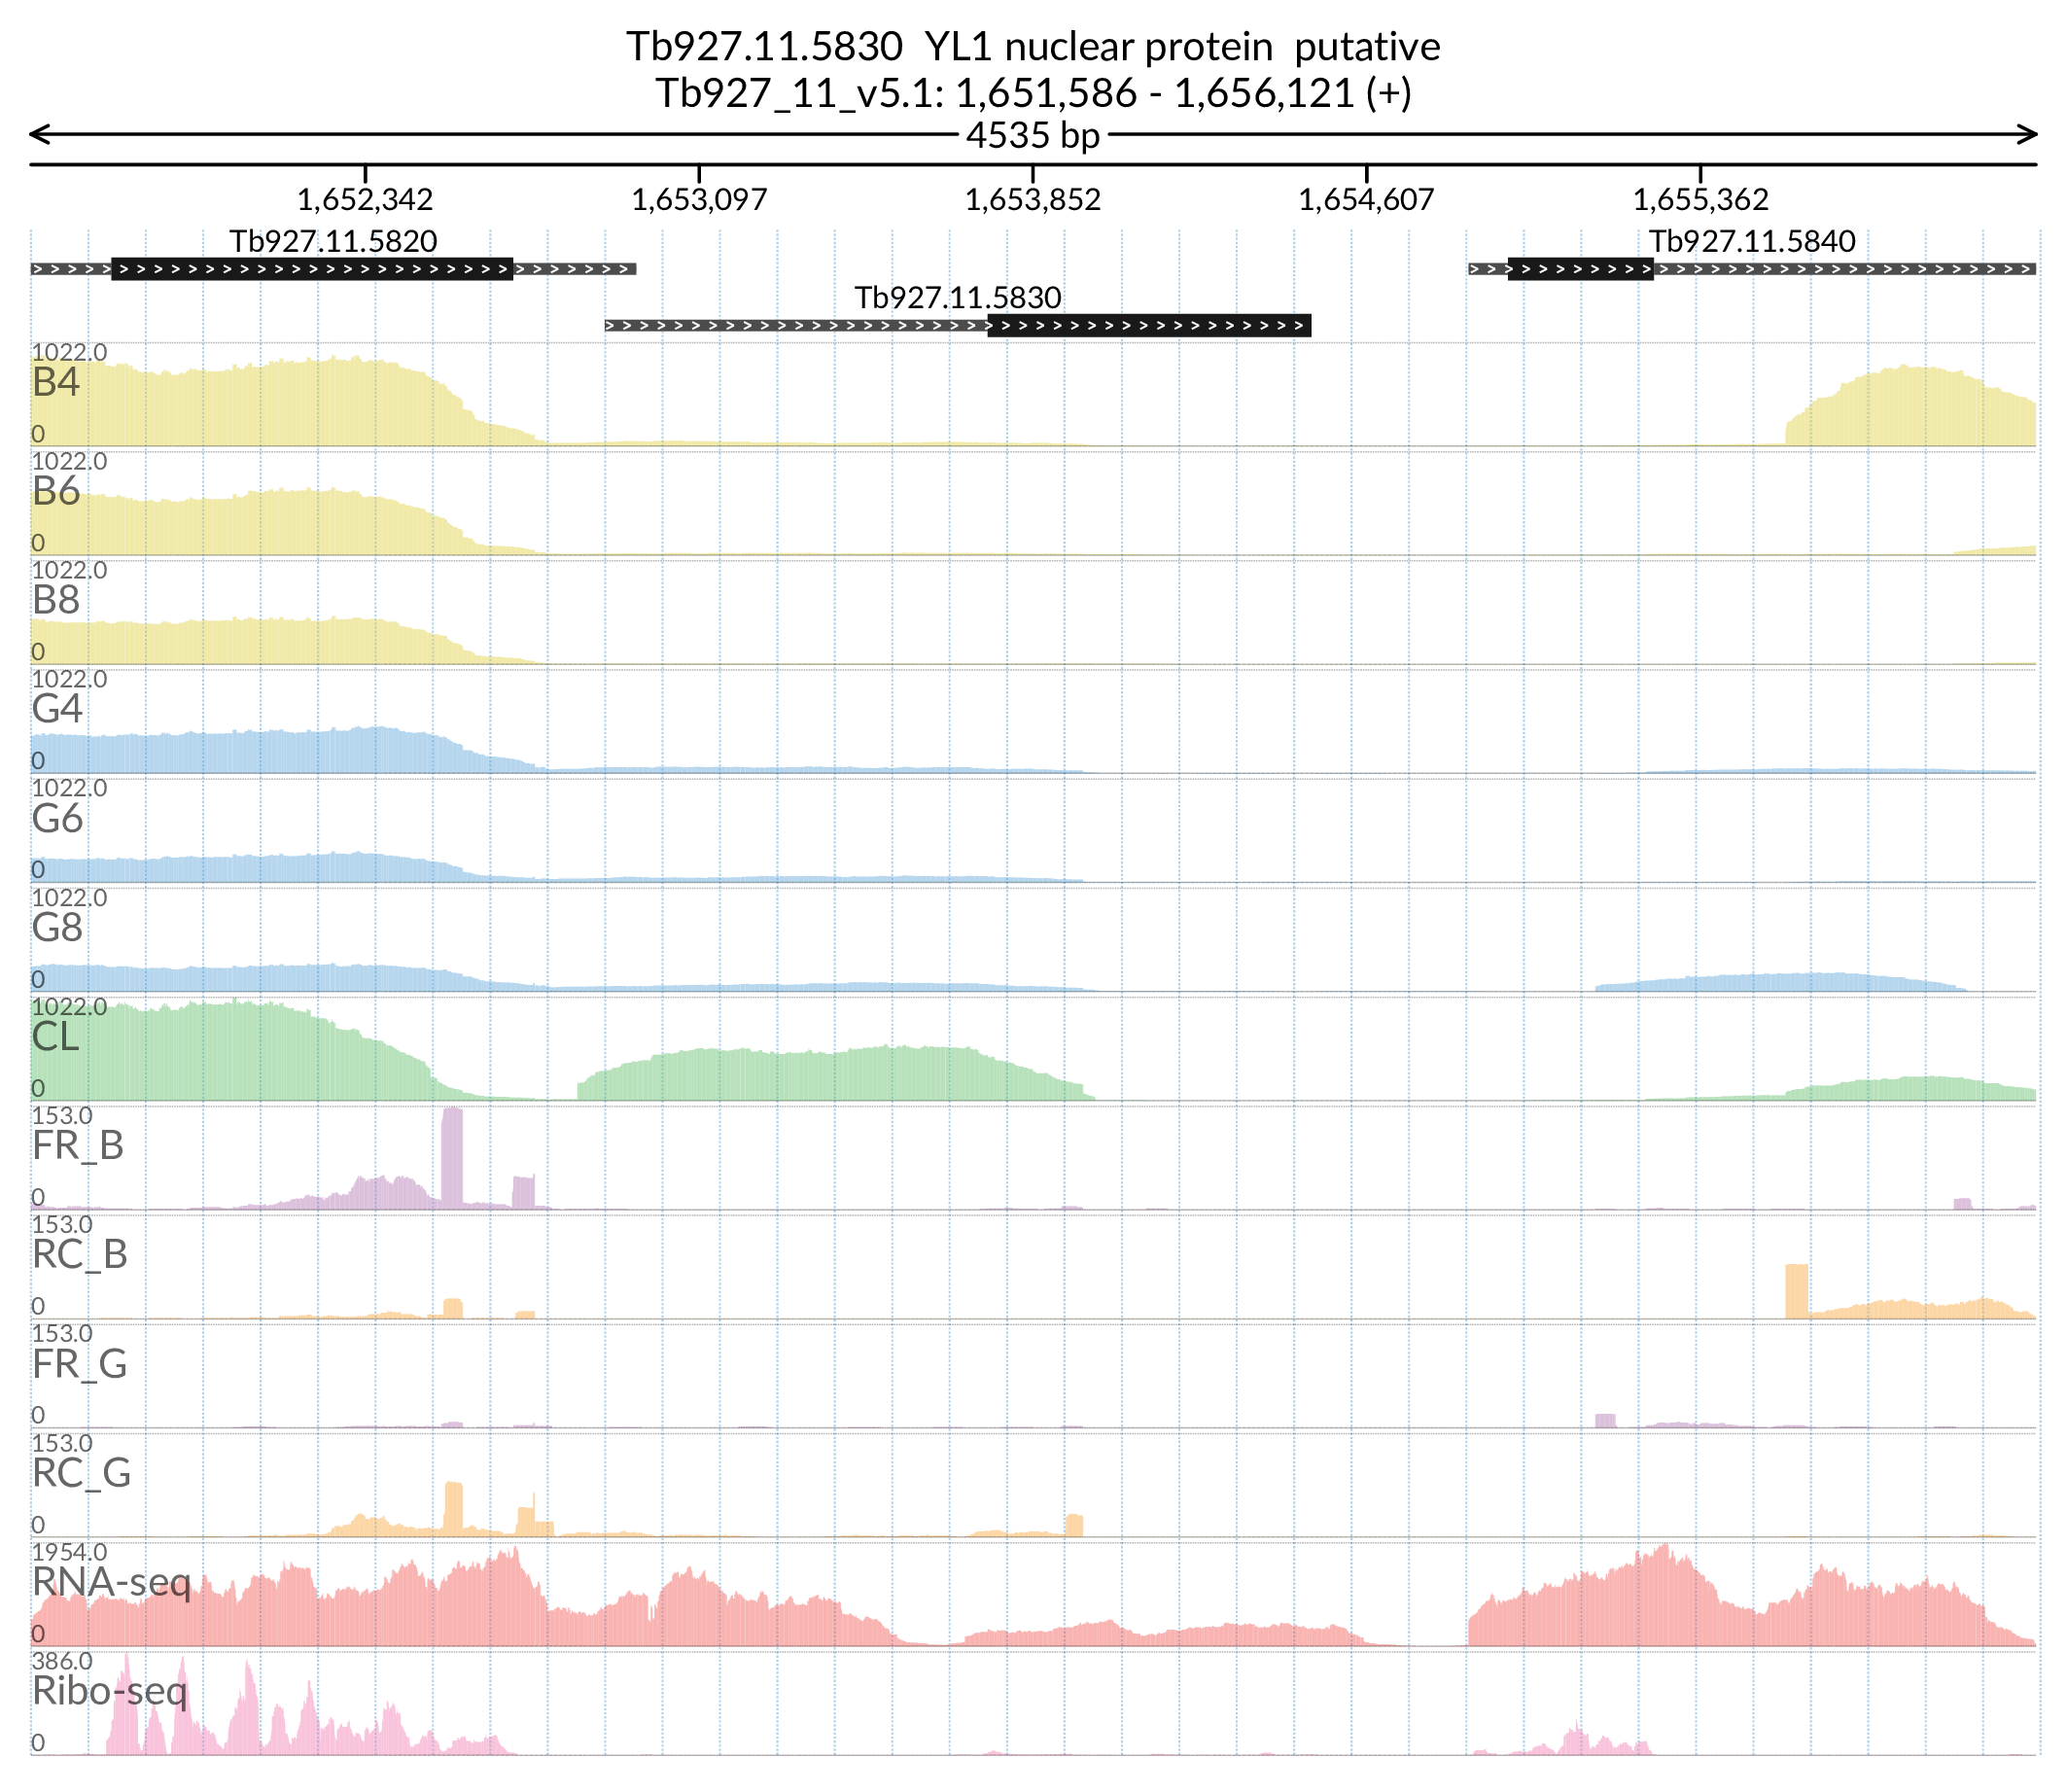 Tb927.11.5830  YL1 nuclear protein  putative
Tb927_11_v5.1: 1,651,586 - 1,656,121 (+)
4535 bp
1,652,342 1,653,097 1,653,852 1,654,607 1,655,362
Tb927.11.5820 Tb927.11.5840
Tb927.11.5830
1022.0
B4
0
1022.0
B6
0
1022.0
B8
0
1022.0
G4
0
1022.0
G6
0
1022.0
G8
0
1022.0
CL
0
153.0
FR_B
0
153.0
RC_B
0
153.0
FR_G
0
153.0
RC_G
0
1954.0
RNA-seq
0
386.0
Ribo-seq
0